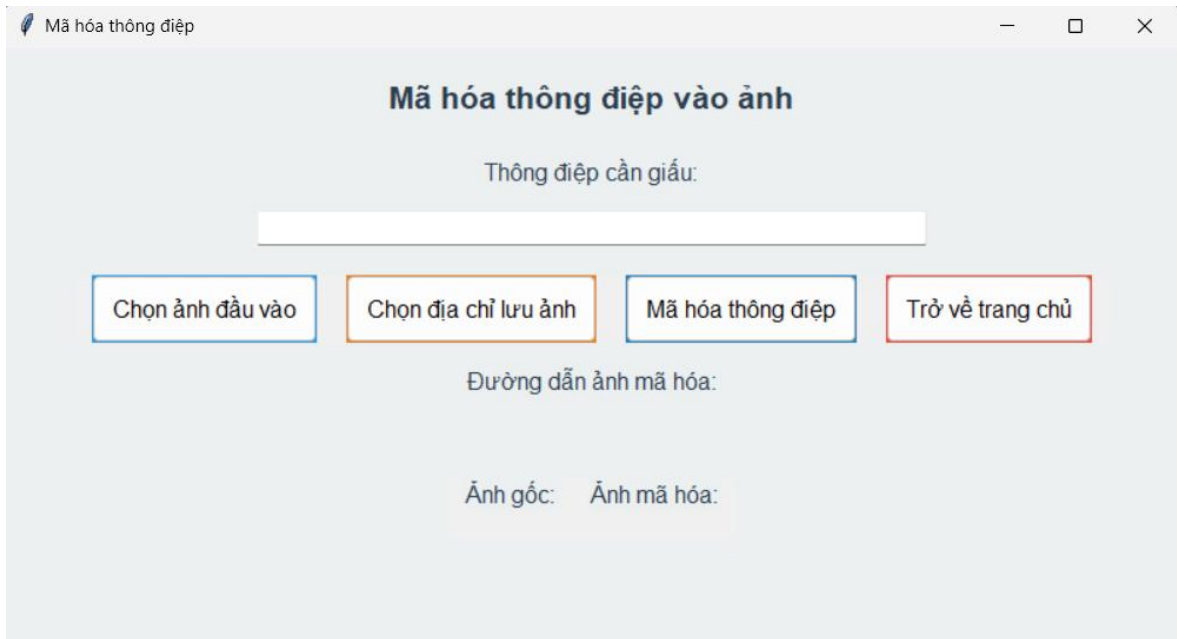 Mã hóa thông điệp
Mã hóa thông điệp vào ảnh
Thông điệp cần giấu:
Chọn ảnh đầu vào Chọn địa chỉ lưu ảnh Mã hóa thông điệp Trở về trang chủ
Đường dẫn ảnh mã hóa:
Ảnh gốc: Ảnh mã hóa: